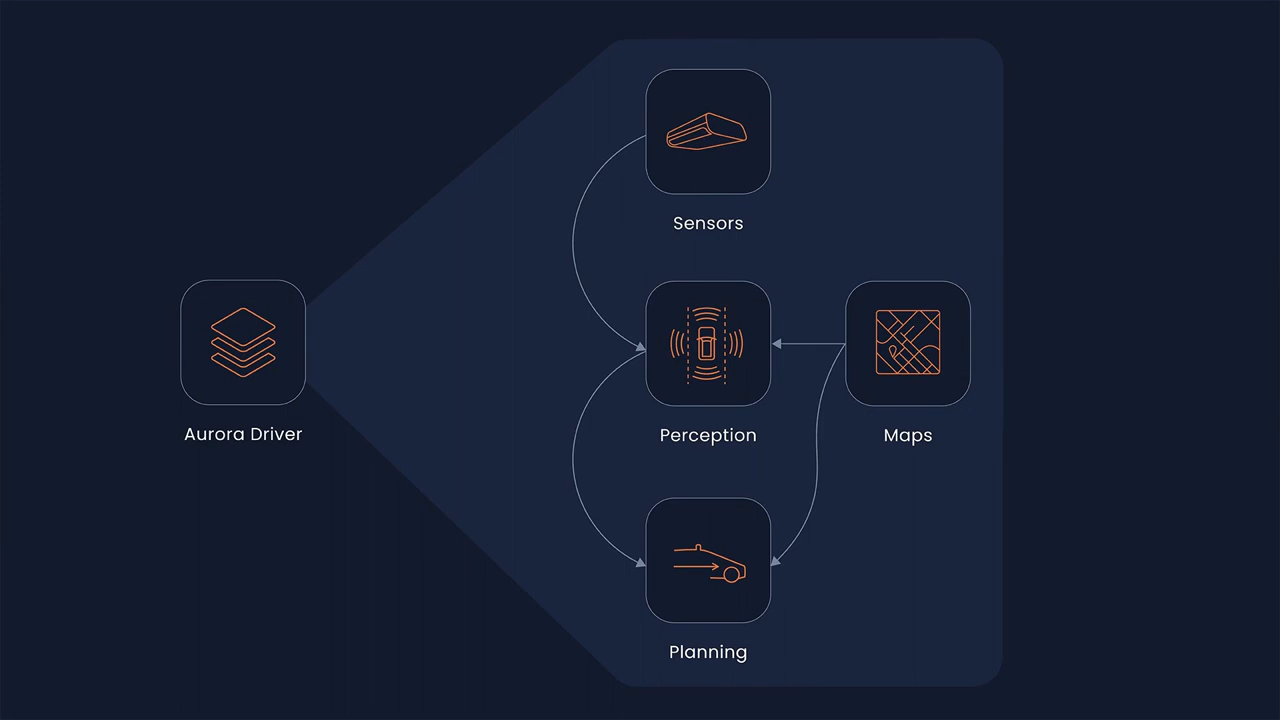 Sensors
Aurora Driver
Perception
Maps
Planning